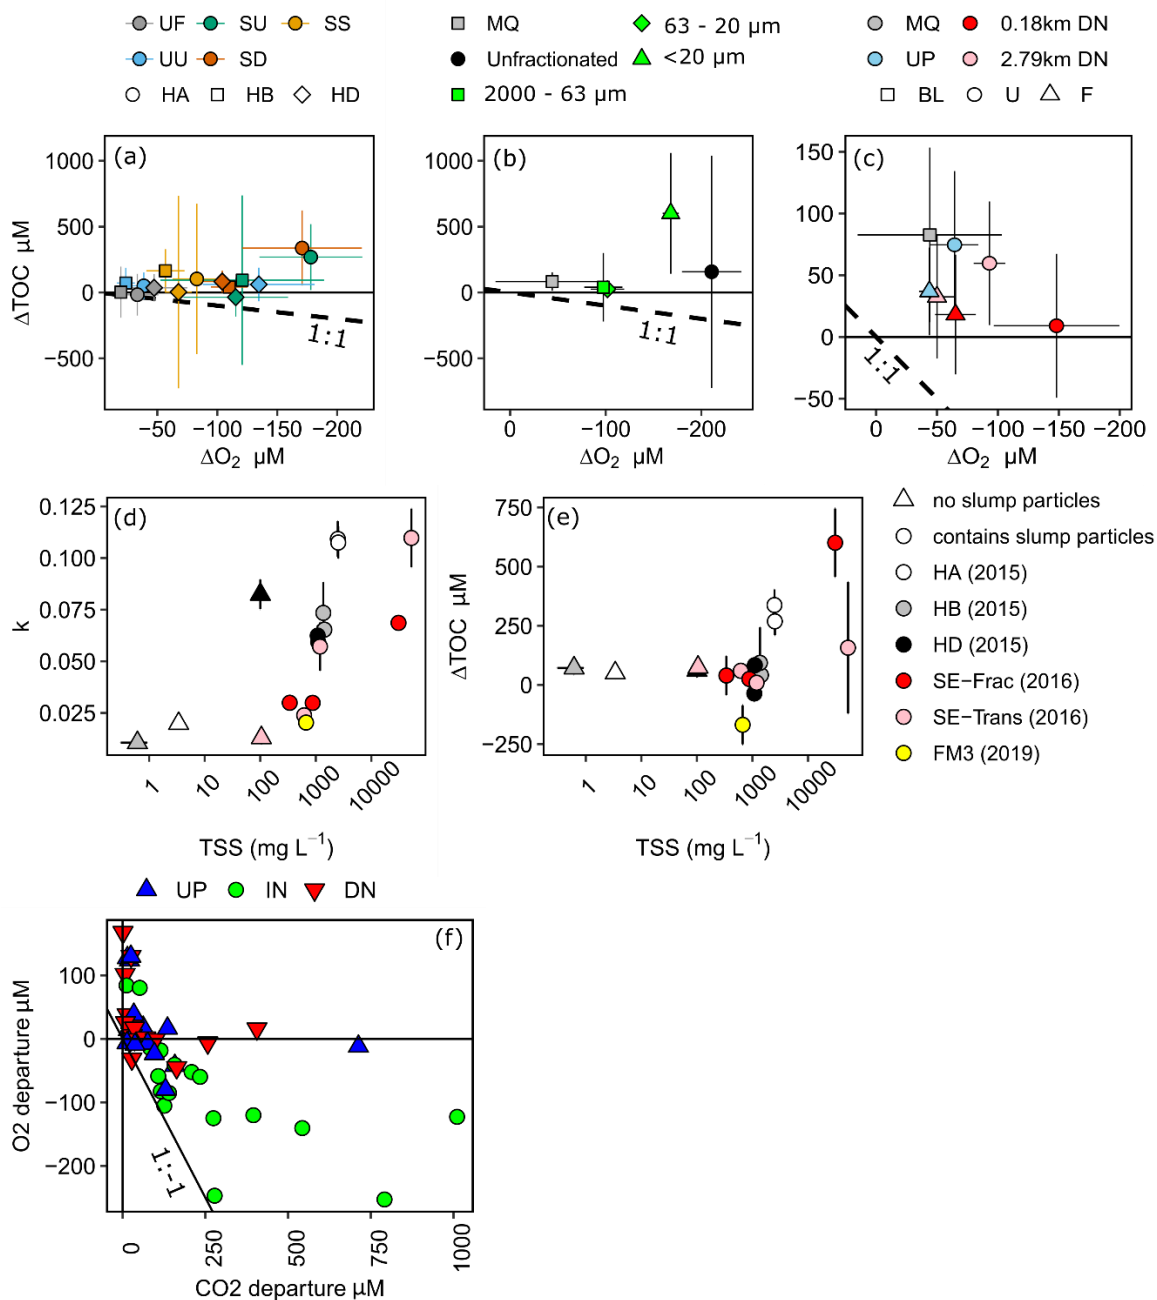 UF SU SS
UU SD
HA HB HD
MQ 63 - 20 µm
Unfractionated <20 µm
2000 - 63 µm
MQ 0.18km DN
UP 2.79km DN
BL U F
(a)
1000
500
0
−500
ΔTOC µM
1:1
−50 −100 −150 −200
ΔO2 µM
(b)
1000
500
0
−500
1:1
0 −100 −200
ΔO2 µM
(c)
150
100
50
0
−50
1:1
0 −50 −100 −150 −200
ΔO2 µM
(d)
0.125
0.100
0.075
0.050
0.025
k
1 10 100 1000 10000
TSS (mg L−1)
(e)
750
500
250
0
−250
ΔTOC µM
1 10 100 1000 10000
TSS (mg L−1)
no slump particles
contains slump particles
HA (2015)
HB (2015)
HD (2015)
SE−Frac (2016)
SE−Trans (2016)
FM3 (2019)
UP IN DN
(f)
100
0
−100
−200
O2 departure µM
1:-1
0 250 500 750 1000
CO2 departure µM